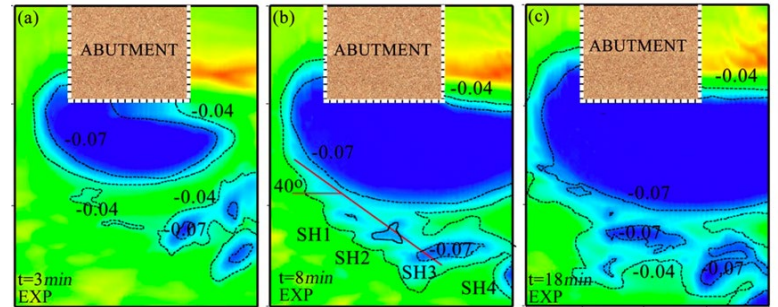 (a)
ABUTMENT
-0.04
-0.07
-0.04
-0.04
-0.07
t=3min
EXP
(b)
ABUTMENT
-0.04
-0.07
40º
SH1
SH2
-0.07
SH3
SH4
t=8min
EXP
(c)
ABUTMENT
-0.04
-0.07
-0.07
-0.04
-0.07
t=18min
EXP